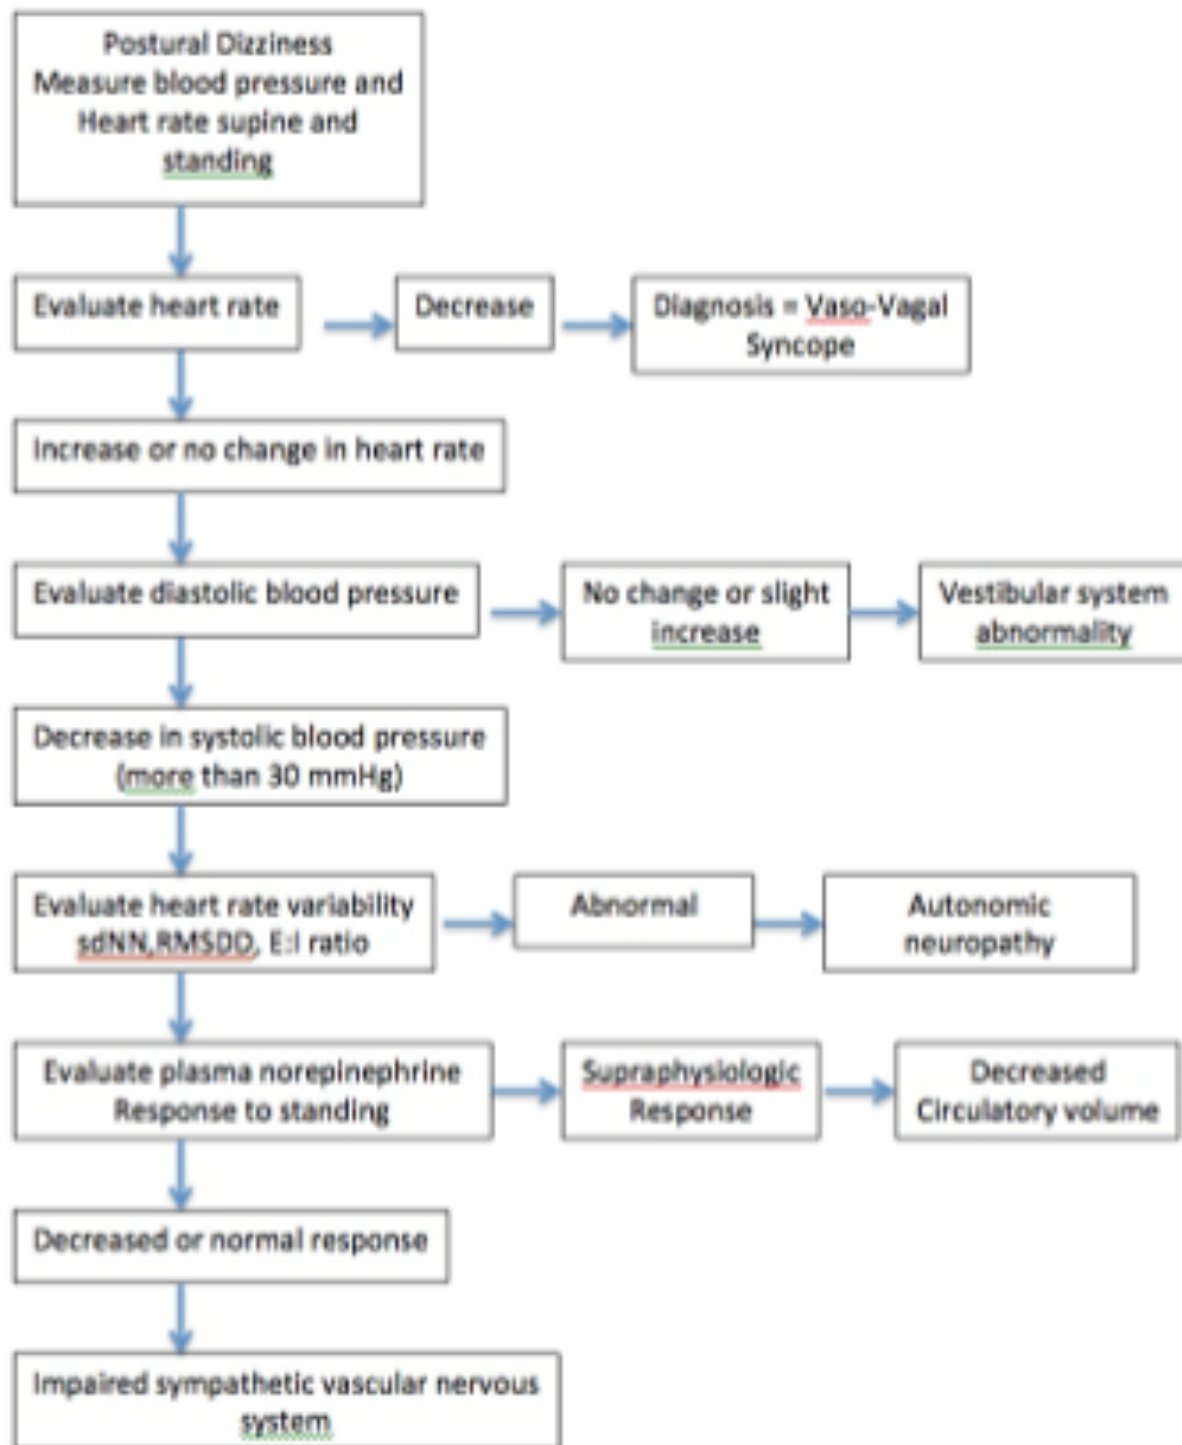 Postural Dizziness
Measure blood pressure and
Heart rate supine and
standing
Evaluate heart rate
Decrease
Diagnosis = Vaso-Vagal
Syncope
Increase or no change in heart rate
Evaluate diastolic blood pressure
No change or slight
increase
Vestibular system
abnormality
Decrease in systolic blood pressure
(more than 30 mmHg)
Evaluate heart rate variability
sdNN,RMSDD, E:I ratio
Abnormal
Autonomic
neuropathy
Evaluate plasma norepinephrine
Response to standing
Supraphysiologic
Response
Decreased
Circulatory volume
Decreased or normal response
Impaired sympathetic vascular nervous
system